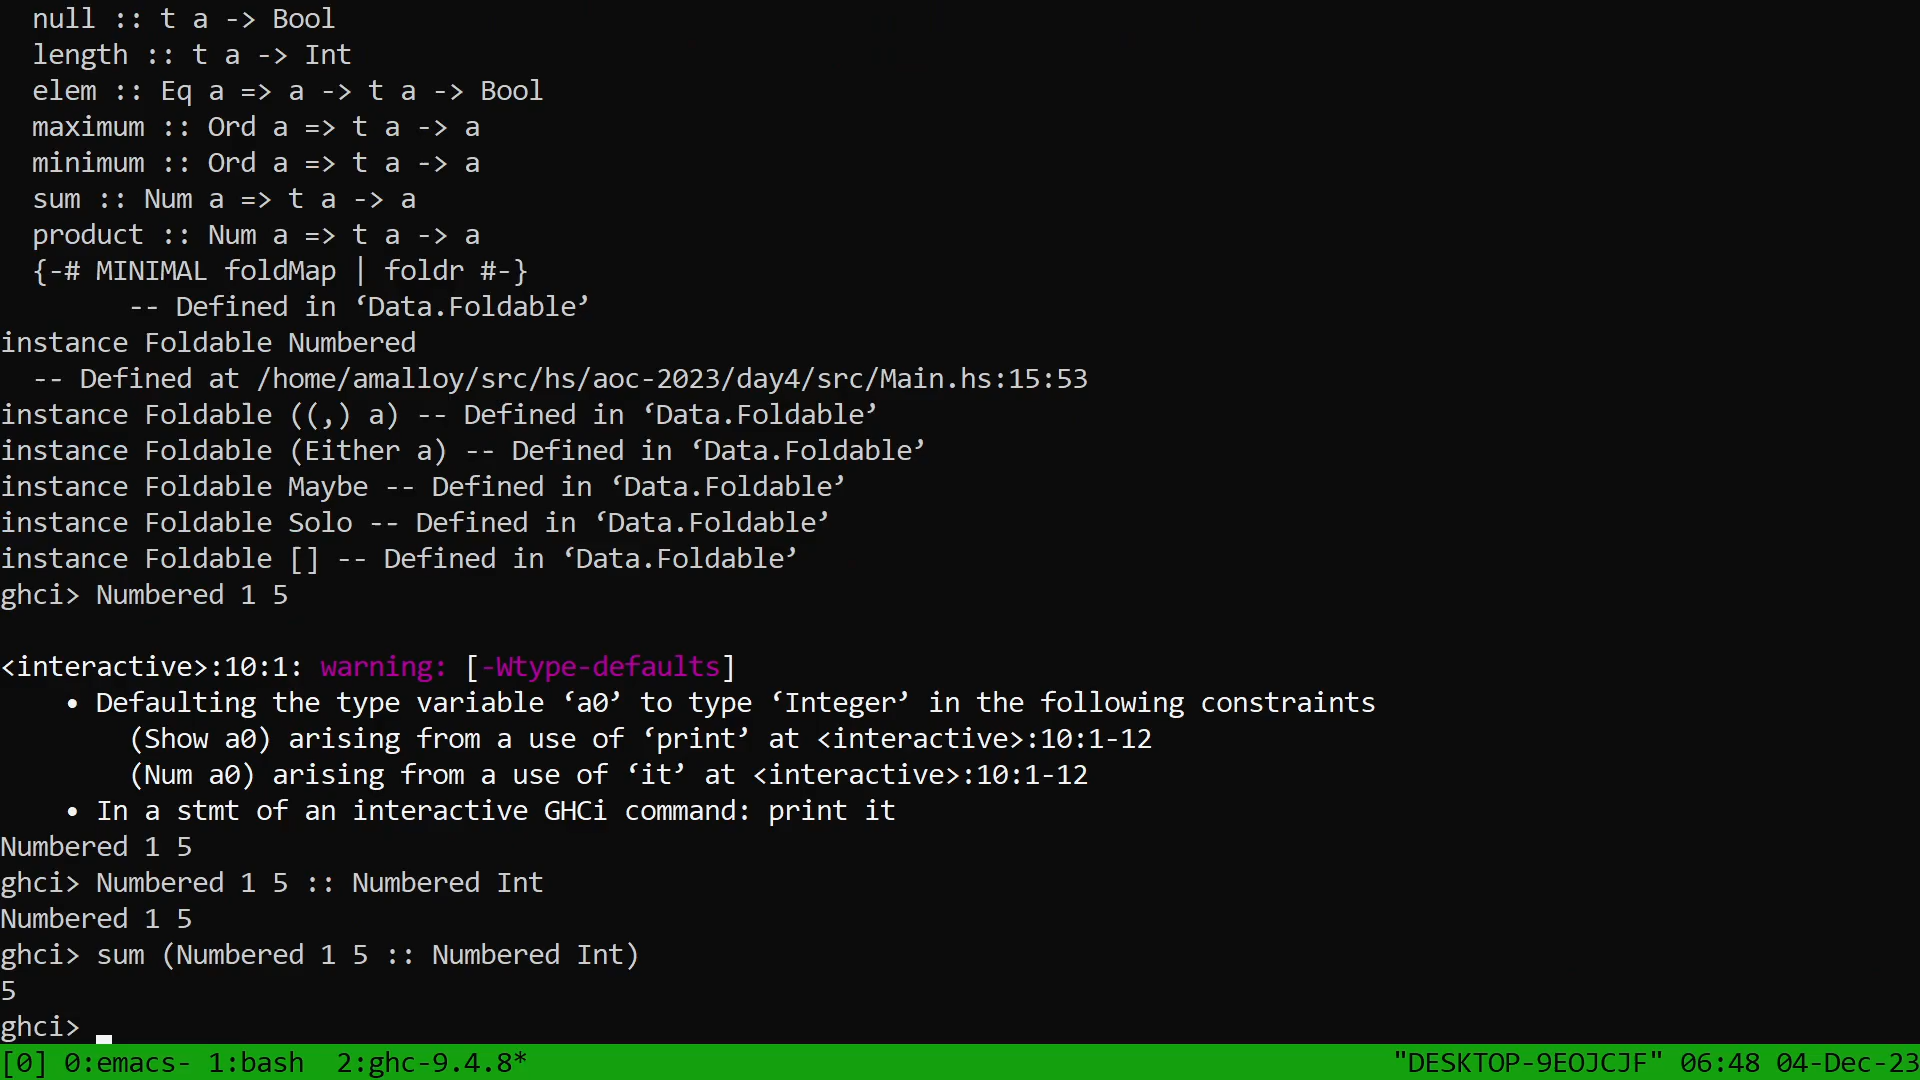 null :: t a -> Bool
  length :: t a -> Int
  elem :: Eq a => a -> t a -> Bool
  maximum :: Ord a => t a -> a
  minimum :: Ord a => t a -> a
  sum :: Num a => t a -> a
  product :: Num a => t a -> a
  {-# MINIMAL foldMap | foldr #-}
        -- Defined in ‘Data.Foldable’
instance Foldable Numbered
  -- Defined at /home/amalloy/src/hs/aoc-2023/day4/src/Main.hs:15:53
instance Foldable ((,) a) -- Defined in ‘Data.Foldable’
instance Foldable (Either a) -- Defined in ‘Data.Foldable’
instance Foldable Maybe -- Defined in ‘Data.Foldable’
instance Foldable Solo -- Defined in ‘Data.Foldable’
instance Foldable [] -- Defined in ‘Data.Foldable’
ghci> Numbered 1 5

<interactive>:10:1: warning: [-Wtype-defaults]
    • Defaulting the type variable ‘a0’ to type ‘Integer’ in the following constraints
        (Show a0) arising from a use of ‘print’ at <interactive>:10:1-12
        (Num a0) arising from a use of ‘it’ at <interactive>:10:1-12
    • In a stmt of an interactive GHCi command: print it
Numbered 1 5
ghci> Numbered 1 5 :: Numbered Int
Numbered 1 5
ghci> sum (Numbered 1 5 :: Numbered Int)
5
ghci>
[0] 0:emacs- 1:bash  2:ghc-9.4.8* "DESKTOP-9EOJCJF" 06:48 04-Dec-23